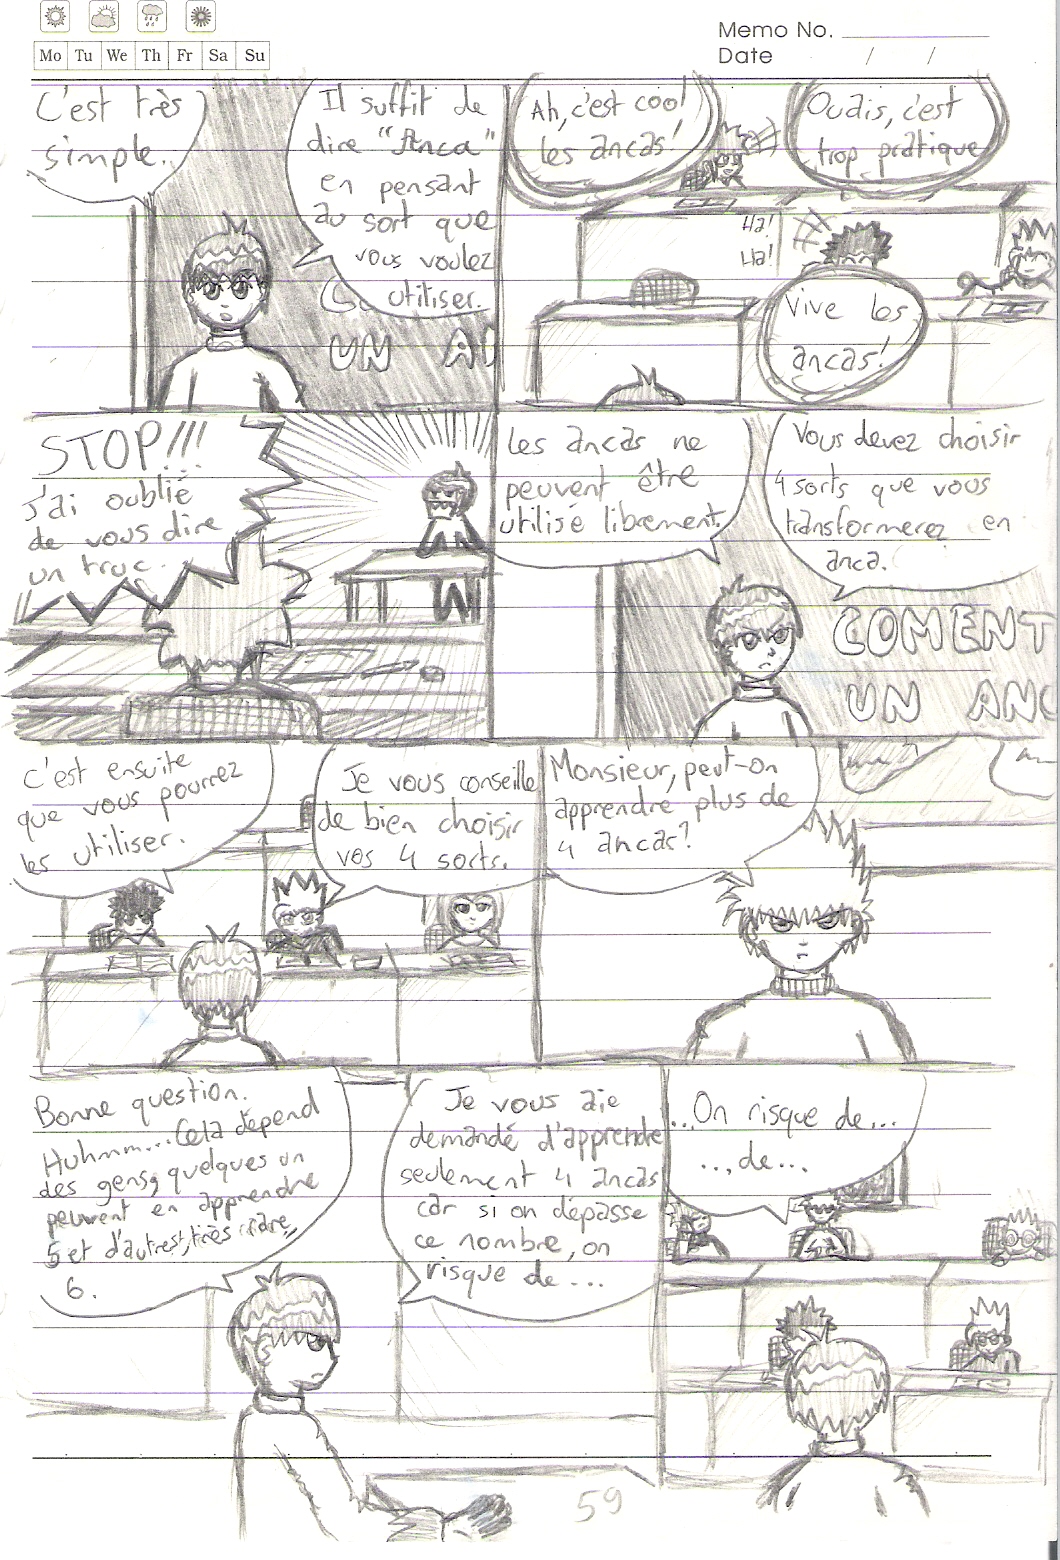 Mo Tu We Th Fr Sa Su
Memo No.
Date / /
C'est très
simple.
Il suffit de
dire "Anca"
en pensant
au sort que
vous voulez
utiliser.
UN
Ah, c'est cool
les ancas!
Ouais, c'est
trop pratique
Ha!
Ha!
Vive les
ancas!
STOP!!!
J'ai oublié
de vous dire
un truc.
Les ancas ne
peuvent être
utilisé librement.
Vous devez choisir
4 sorts que vous
transformerez en
anca.
COMENT
UN ANC
C'est ensuite
que vous pourrez
les utiliser.
Je vous conseille
de bien choisir
vos 4 sorts.
Monsieur, peut-on
apprendre plus de
4 ancas?
Bonne question.
Huhmm... Cela dépend
des gens, quelques un
peuvent en apprendre
5 et d'autres, très rare,
6.
Je vous aie
demandé d'apprendre
seulement 4 ancas
car si on dépasse
ce nombre, on
risque de...
...On risque de...
...de...
59